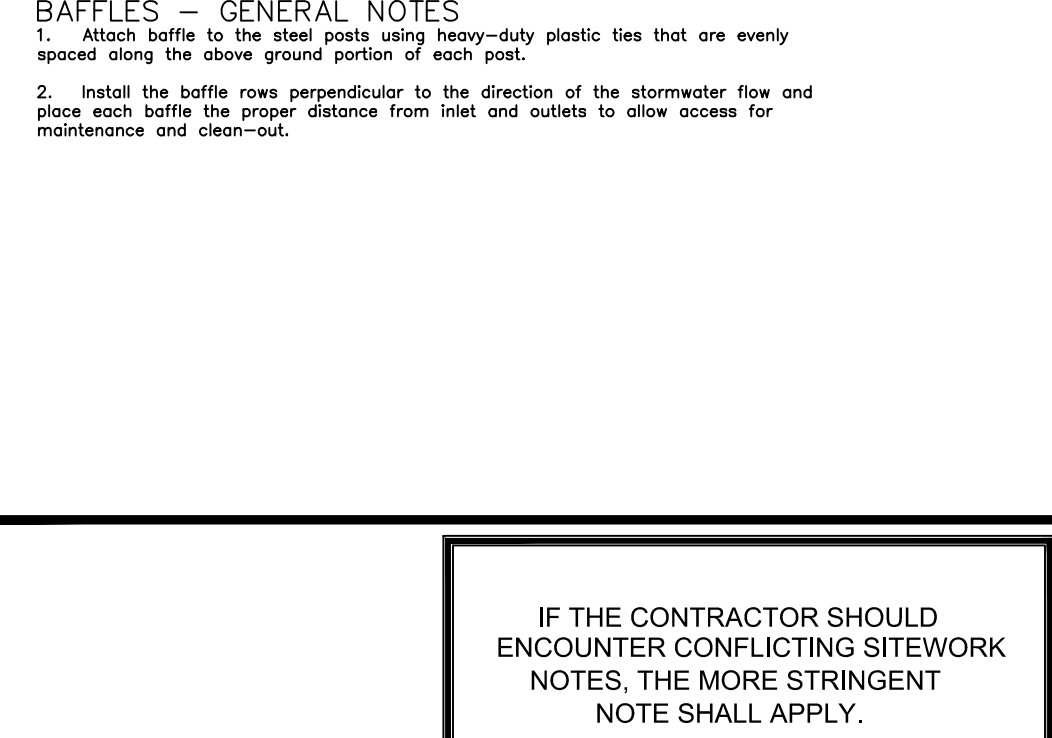 BAFFLES – GENERAL NOTES
1. Attach baffle to the steel posts using heavy–duty plastic ties that are evenly
spaced along the above ground portion of each post.
2. Install the baffle rows perpendicular to the direction of the stormwater flow and
place each baffle the proper distance from inlet and outlets to allow access for
maintenance and clean–out.
IF THE CONTRACTOR SHOULD
ENCOUNTER CONFLICTING SITEWORK
NOTES, THE MORE STRINGENT
NOTE SHALL APPLY.